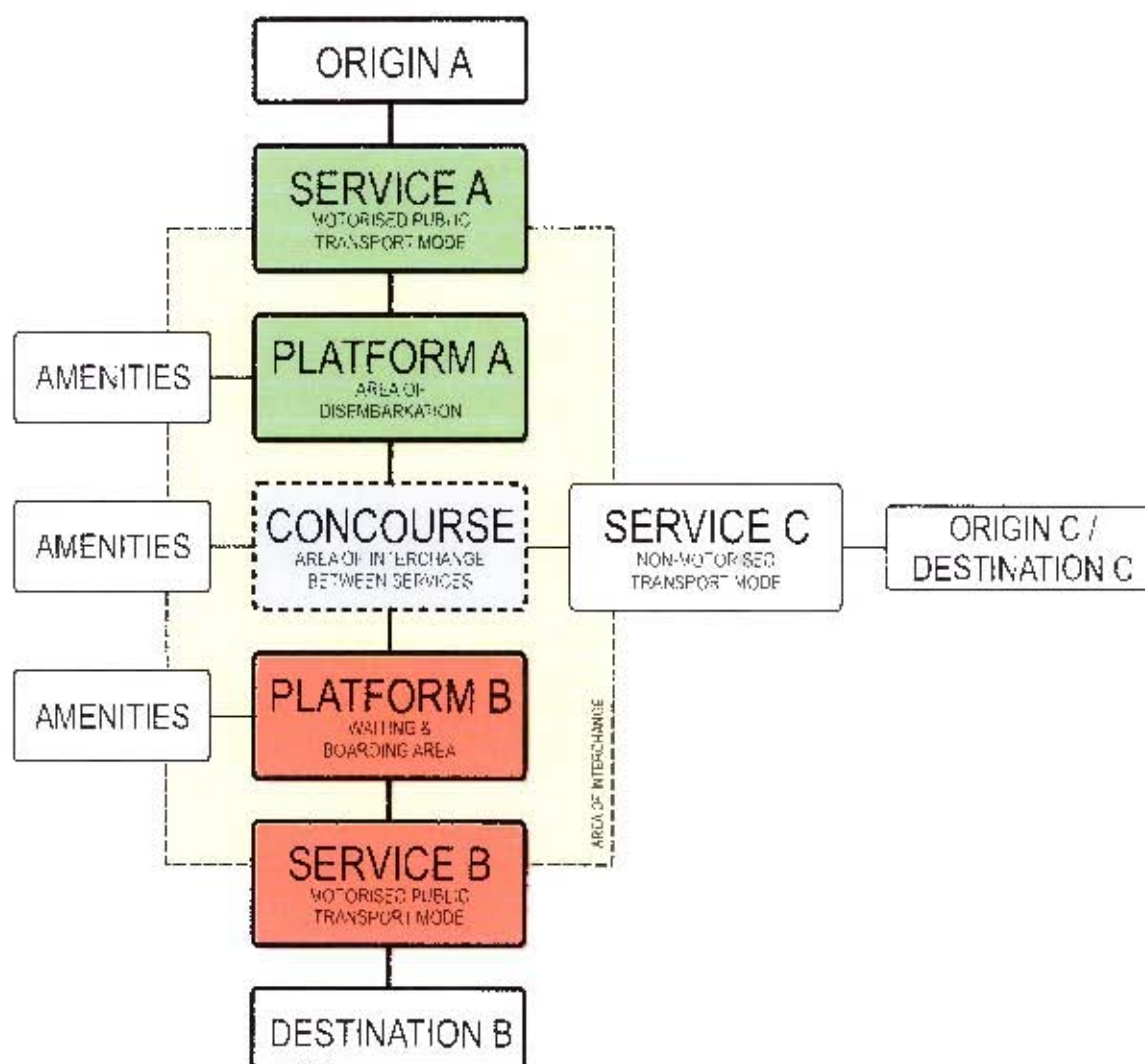 ORIGIN A
SERVICE A
MOTORISED PUBLIC
TRANSPORT MODE
AMENITIES
PLATFORM A
AREA OF
DISEMBARKATION
AMENITIES
CONCOURSE
AREA OF INTERCHANGE
BETWEEN SERVICES
SERVICE C
NON-MOTORISED
TRANSPORT MODE
ORIGIN C /
DESTINATION C
AMENITIES
PLATFORM B
WAITING &
BOARDING AREA
AREA OF INTERCHANGE
SERVICE B
MOTORISED PUBLIC
TRANSPORT MODE
DESTINATION B